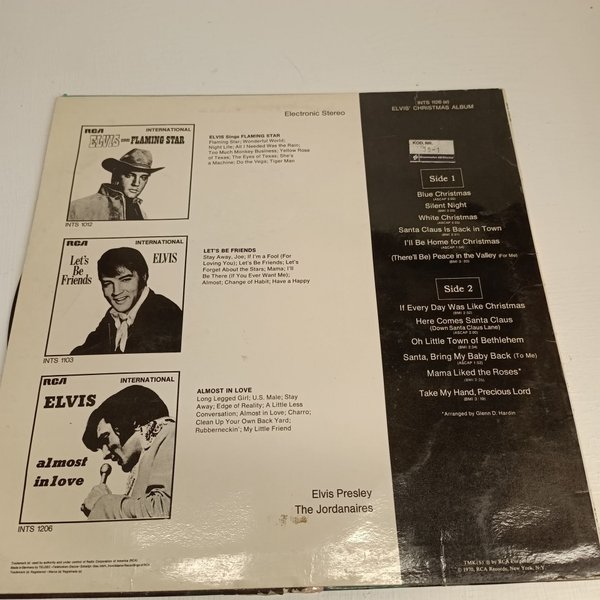 Electronic Stereo
RCA INTERNATIONAL
ELVIS SINGS FLAMING STAR
INTS 1012
ELVIS Sings FLAMING STAR
Flaming Star; Wonderful World;
Night Life; All I Needed Was the Rain;
Too Much Monkey Business; Yellow Rose
of Texas; The Eyes of Texas; She's
a Machine; Do the Vega; Tiger Man
RCA INTERNATIONAL
Let's Be Friends
ELVIS
INTS 1103
LET'S BE FRIENDS
Stay Away, Joe; If I'm a Fool (For
Loving You); Let's Be Friends; Let's
Forget About the Stars; Mama; I'll
Be There (If You Ever Want Me);
Almost; Change of Habit; Have a Happy
RCA INTERNATIONAL
ELVIS
almost
in love
INTS 1206
ALMOST IN LOVE
Long Legged Girl; U.S. Male; Stay
Away; Edge of Reality; A Little Less
Conversation; Almost in Love; Charro;
Clean Up Your Own Back Yard;
Rubberneckin'; My Little Friend
Elvis Presley
The Jordanaires
INTS 1126 (e)
ELVIS' CHRISTMAS ALBUM
KOD. NR.
Side 1
Blue Christmas
Silent Night
White Christmas
Santa Claus Is Back in Town
I'll Be Home for Christmas
(There'll Be) Peace in the Valley (For Me)
Side 2
If Every Day Was Like Christmas
Here Comes Santa Claus
(Down Santa Claus Lane)
Oh Little Town of Bethlehem
Santa, Bring My Baby Back (To Me)
Mama Liked the Roses*
Take My Hand, Precious Lord
*Arranged by Glenn D. Hardin
© 1970, RCA Records, New York, N.Y.